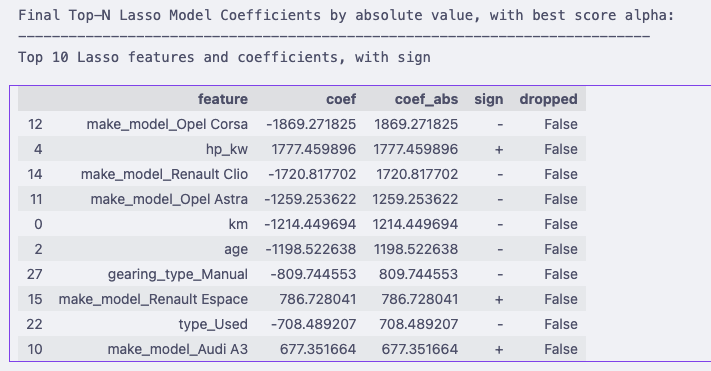 Final Top-N Lasso Model Coefficients by absolute value, with best score alpha:
---------------------------------------------------------------------------
Top 10 Lasso features and coefficients, with sign
feature coef coef_abs sign dropped
12 make_model_Opel Corsa -1869.271825 1869.271825 - False
4 hp_kw 1777.459896 1777.459896 + False
14 make_model_Renault Clio -1720.817702 1720.817702 - False
11 make_model_Opel Astra -1259.253622 1259.253622 - False
0 km -1214.449694 1214.449694 - False
2 age -1198.522638 1198.522638 - False
27 gearing_type_Manual -809.744553 809.744553 - False
15 make_model_Renault Espace 786.728041 786.728041 + False
22 type_Used -708.489207 708.489207 - False
10 make_model_Audi A3 677.351664 677.351664 + False